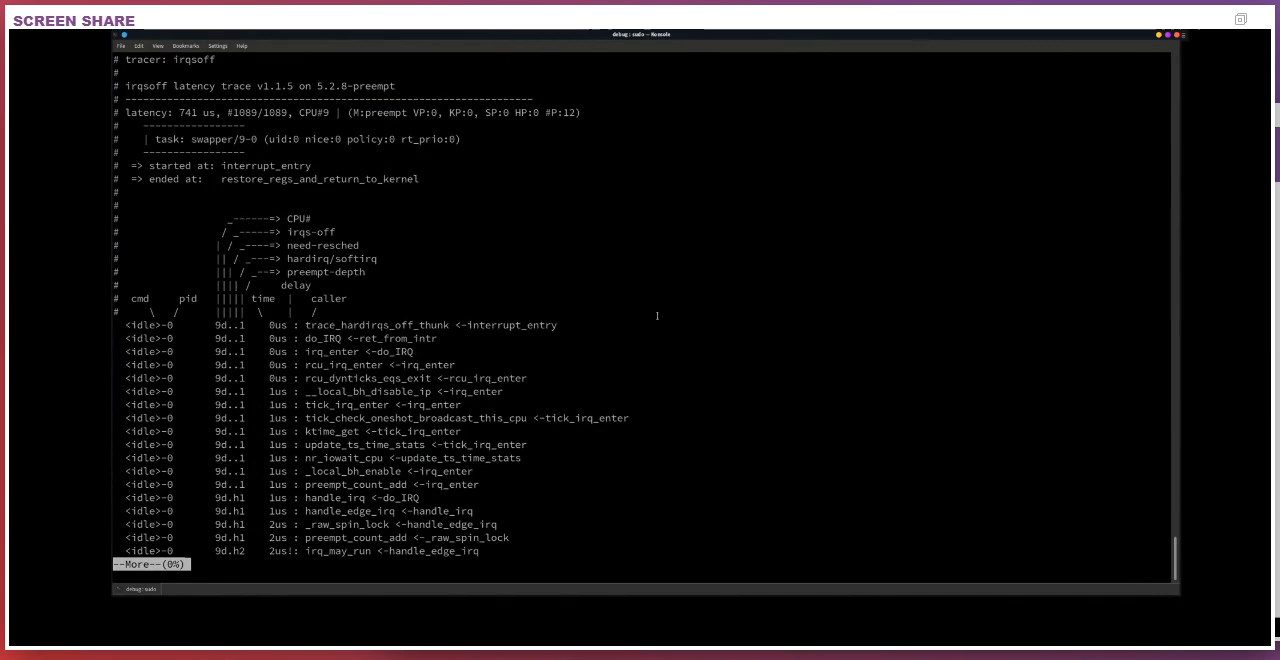 SCREEN SHARE
debug : sudo — Konsole
File Edit View Bookmarks Settings Help
# tracer: irqsoff
#
# irqsoff latency trace v1.1.5 on 5.2.8-preempt
# --------------------------------------------------------------------
# latency: 741 us, #1089/1089, CPU#9 | (M:preempt VP:0, KP:0, SP:0 HP:0 #P:12)
#    -----------------
#    | task: swapper/9-0 (uid:0 nice:0 policy:0 rt_prio:0)
#    -----------------
#  => started at: interrupt_entry
#  => ended at:   restore_regs_and_return_to_kernel
#
#
#                  _------=> CPU#
#                 / _-----=> irqs-off
#                | / _----=> need-resched
#                || / _---=> hardirq/softirq
#                ||| / _--=> preempt-depth
#                |||| /     delay
#  cmd     pid   ||||| time  |   caller
#     \   /      |||||  \    |   /
  <idle>-0       9d..1    0us : trace_hardirqs_off_thunk <-interrupt_entry
  <idle>-0       9d..1    0us : do_IRQ <-ret_from_intr
  <idle>-0       9d..1    0us : irq_enter <-do_IRQ
  <idle>-0       9d..1    0us : rcu_irq_enter <-irq_enter
  <idle>-0       9d..1    0us : rcu_dynticks_eqs_exit <-rcu_irq_enter
  <idle>-0       9d..1    1us : __local_bh_disable_ip <-irq_enter
  <idle>-0       9d..1    1us : tick_irq_enter <-irq_enter
  <idle>-0       9d..1    1us : tick_check_oneshot_broadcast_this_cpu <-tick_irq_enter
  <idle>-0       9d..1    1us : ktime_get <-tick_irq_enter
  <idle>-0       9d..1    1us : update_ts_time_stats <-tick_irq_enter
  <idle>-0       9d..1    1us : nr_iowait_cpu <-update_ts_time_stats
  <idle>-0       9d..1    1us : _local_bh_enable <-irq_enter
  <idle>-0       9d..1    1us : preempt_count_add <-irq_enter
  <idle>-0       9d.h1    1us : handle_irq <-do_IRQ
  <idle>-0       9d.h1    1us : handle_edge_irq <-handle_irq
  <idle>-0       9d.h1    2us : _raw_spin_lock <-handle_edge_irq
  <idle>-0       9d.h1    2us : preempt_count_add <-_raw_spin_lock
  <idle>-0       9d.h2    2us!: irq_may_run <-handle_edge_irq
--More--(0%)
debug: sudo